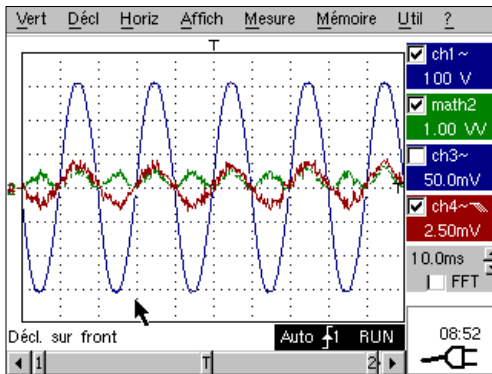 Vert Décl Horiz Affich Mesure Mémoire Util ?
T
ch1~
100 V
math2
1.00 VV
ch3~
50.0mV
ch4~
2.50mV
10.0ms
FFT
2
Décl. sur front
Auto 1 RUN
08:52
1 T 2